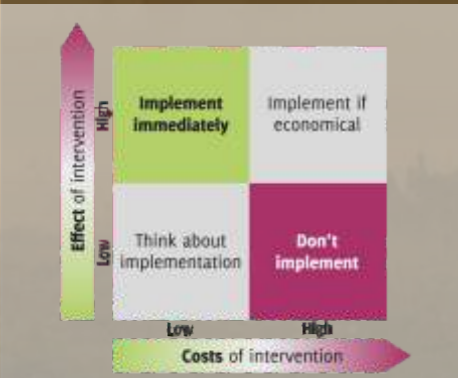 Effect of intervention
High
Low
Implement
immediately
Implement if
economical
Think about
implementation
Don't
implement
Low
High
Costs of intervention